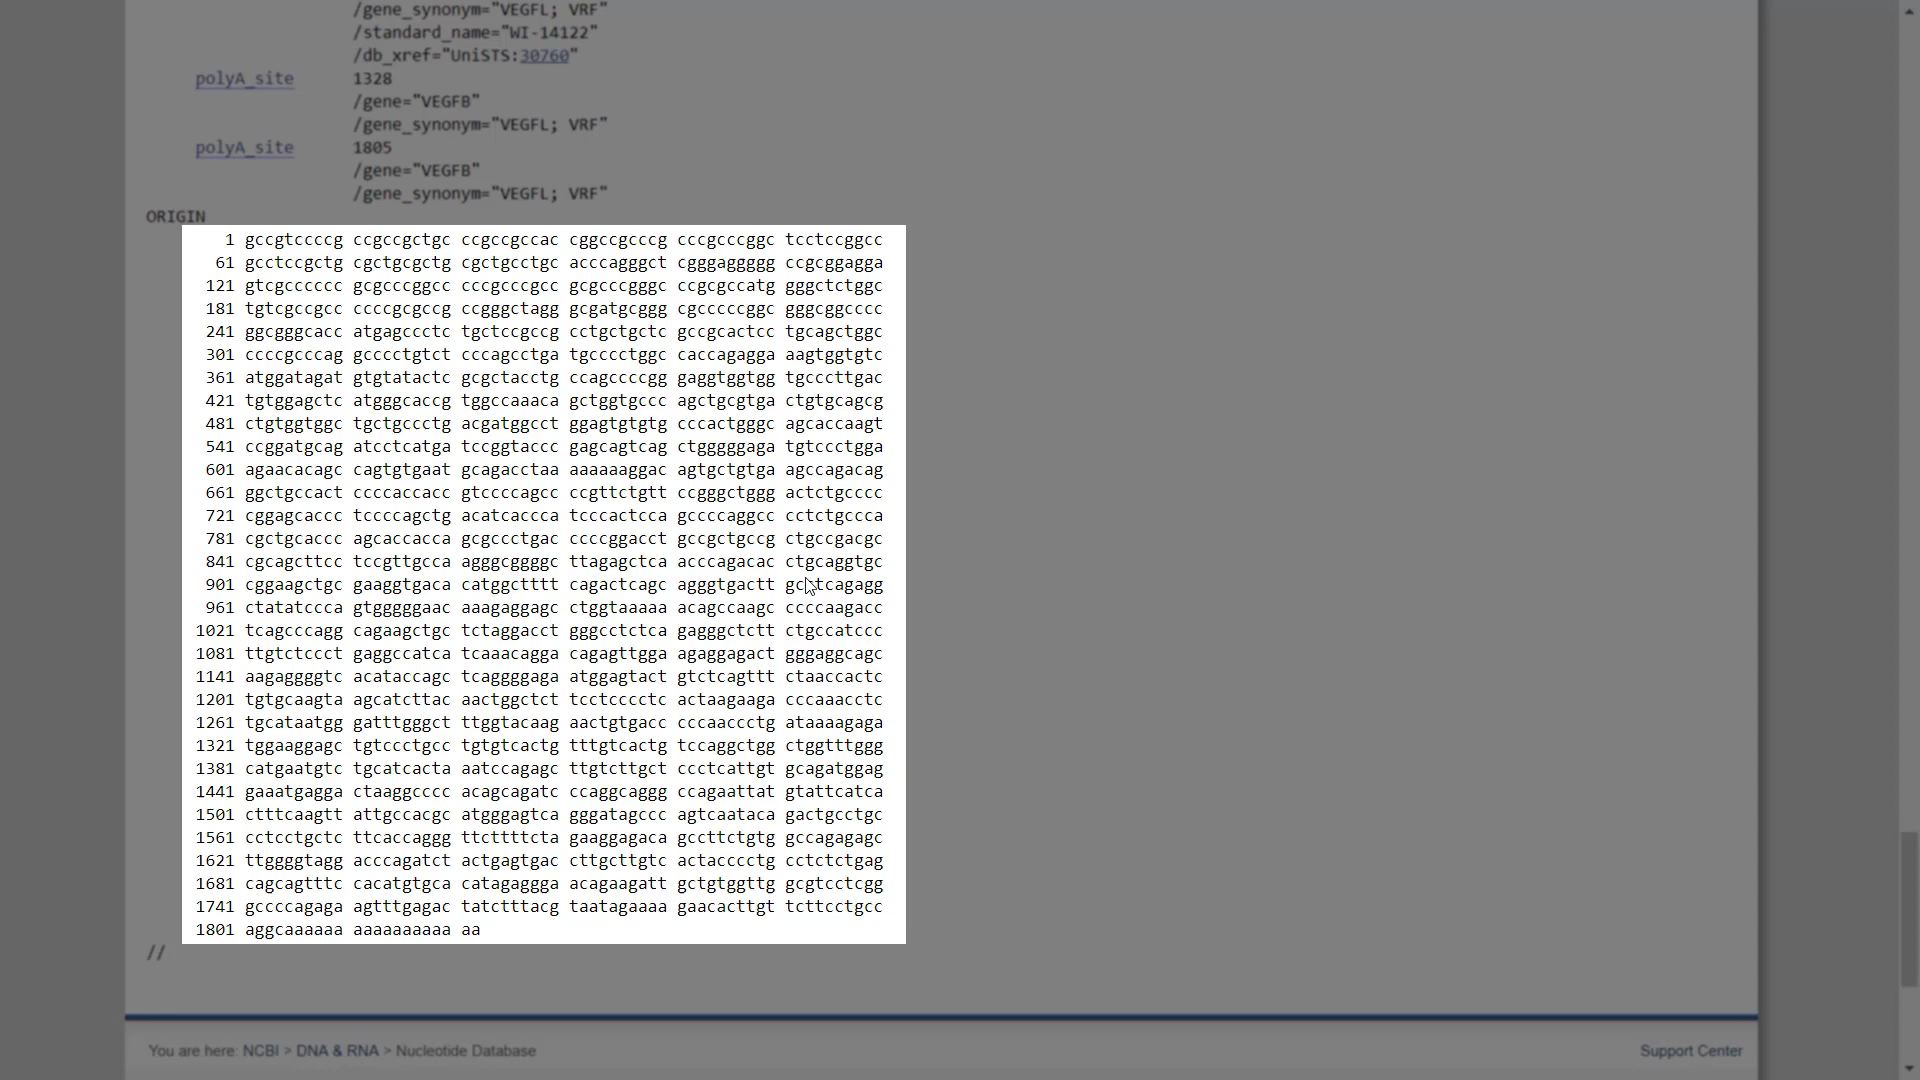 /gene_synonym="VEGFL; VRF"
/standard_name="WI-14122"
/db_xref="UniSTS:30760"
polyA_site 1328
/gene="VEGFB"
/gene_synonym="VEGFL; VRF"
polyA_site 1805
/gene="VEGFB"
/gene_synonym="VEGFL; VRF"
ORIGIN
1 gccgtccccg ccgccgctgc ccgccgccac cggccgcccg cccgcccggc tcctccggcc
61 gcctccgctg cgctgcgctg cgctgcctgc acccagggct cgggaggggg ccgcggagga
121 gtcgcccccc gcgcccggcc cccgcccgcc gcgcccgggc ccgcgccatg gggctctggc
181 tgtcgccgcc ccccgcgccg ccgggctagg gcgatgcggg cgcccccggc gggcggcccc
241 ggcgggcacc atgagccctc tgctccgccg cctgctgctc gccgcactcc tgcagctggc
301 ccccgcccag gcccctgtct cccagcctga tgcccctggc caccagagga aagtggtgtc
361 atggatagat gtgtatactc gcgctacctg ccagccccgg gaggtggtgg tgcccttgac
421 tgtggagctc atgggcaccg tggccaaaca gctggtgccc agctgcgtga ctgtgcagcg
481 ctgtggtggc tgctgccctg acgatggcct ggagtgtgtg cccactgggc agcaccaagt
541 ccggatgcag atcctcatga tccggtaccc gagcagtcag ctgggggaga tgtccctgga
601 agaacacagc cagtgtgaat gcagacctaa aaaaaaggac agtgctgtga agccagacag
661 ggctgccact ccccaccacc gtccccagcc ccgttctgtt ccgggctggg actctgcccc
721 cggagcaccc tccccagctg acatcaccca tcccactcca gccccaggcc cctctgccca
781 cgctgcaccc agcaccacca gcgccctgac ccccggacct gccgctgccg ctgccgacgc
841 cgcagcttcc tccgttgcca agggcggggc ttagagctca acccagacac ctgcaggtgc
901 cggaagctgc gaaggtgaca catggctttt cagactcagc agggtgactt gcctcagagg
961 ctatatccca gtgggggaac aaagaggagc ctggtaaaaa acagccaagc ccccaagacc
1021 tcagcccagg cagaagctgc tctaggacct gggcctctca gagggctctt ctgccatccc
1081 ttgtctccct gaggccatca tcaaacagga cagagttgga agaggagact gggaggcagc
1141 aagaggggtc acataccagc tcaggggaga atggagtact gtctcagttt ctaaccactc
1201 tgtgcaagta agcatcttac aactggctct tcctcccctc actaagaaga cccaaacctc
1261 tgcataatgg gatttgggct ttggtacaag aactgtgacc cccaaccctg ataaaagaga
1321 tggaaggagc tgtccctgcc tgtgtcactg tttgtcactg tccaggctgg ctggtttggg
1381 catgaatgtc tgcatcacta aatccagagc ttgtcttgct ccctcattgt gcagatggag
1441 gaaatgagga ctaaggcccc acagcagatc ccaggcaggg ccagaattat gtattcatca
1501 ctttcaagtt attgccacgc atgggagtca gggatagccc agtcaataca gactgcctgc
1561 cctcctgctc ttcaccaggg ttcttttcta gaaggagaca gccttctgtg gccagagagc
1621 ttggggtagg acccagatct actgagtgac cttgcttgtc actacccctg cctctctgag
1681 cagcagtttc cacatgtgca catagaggga acagaagatt gctgtggttg gcgtcctcgg
1741 gccccagaga agtttgagac tatctttacg taatagaaaa gaacacttgt tcttcctgcc
1801 aggcaaaaaa aaaaaaaaaa aa
//
You are here: NCBI > DNA & RNA > Nucleotide Database
Support Center